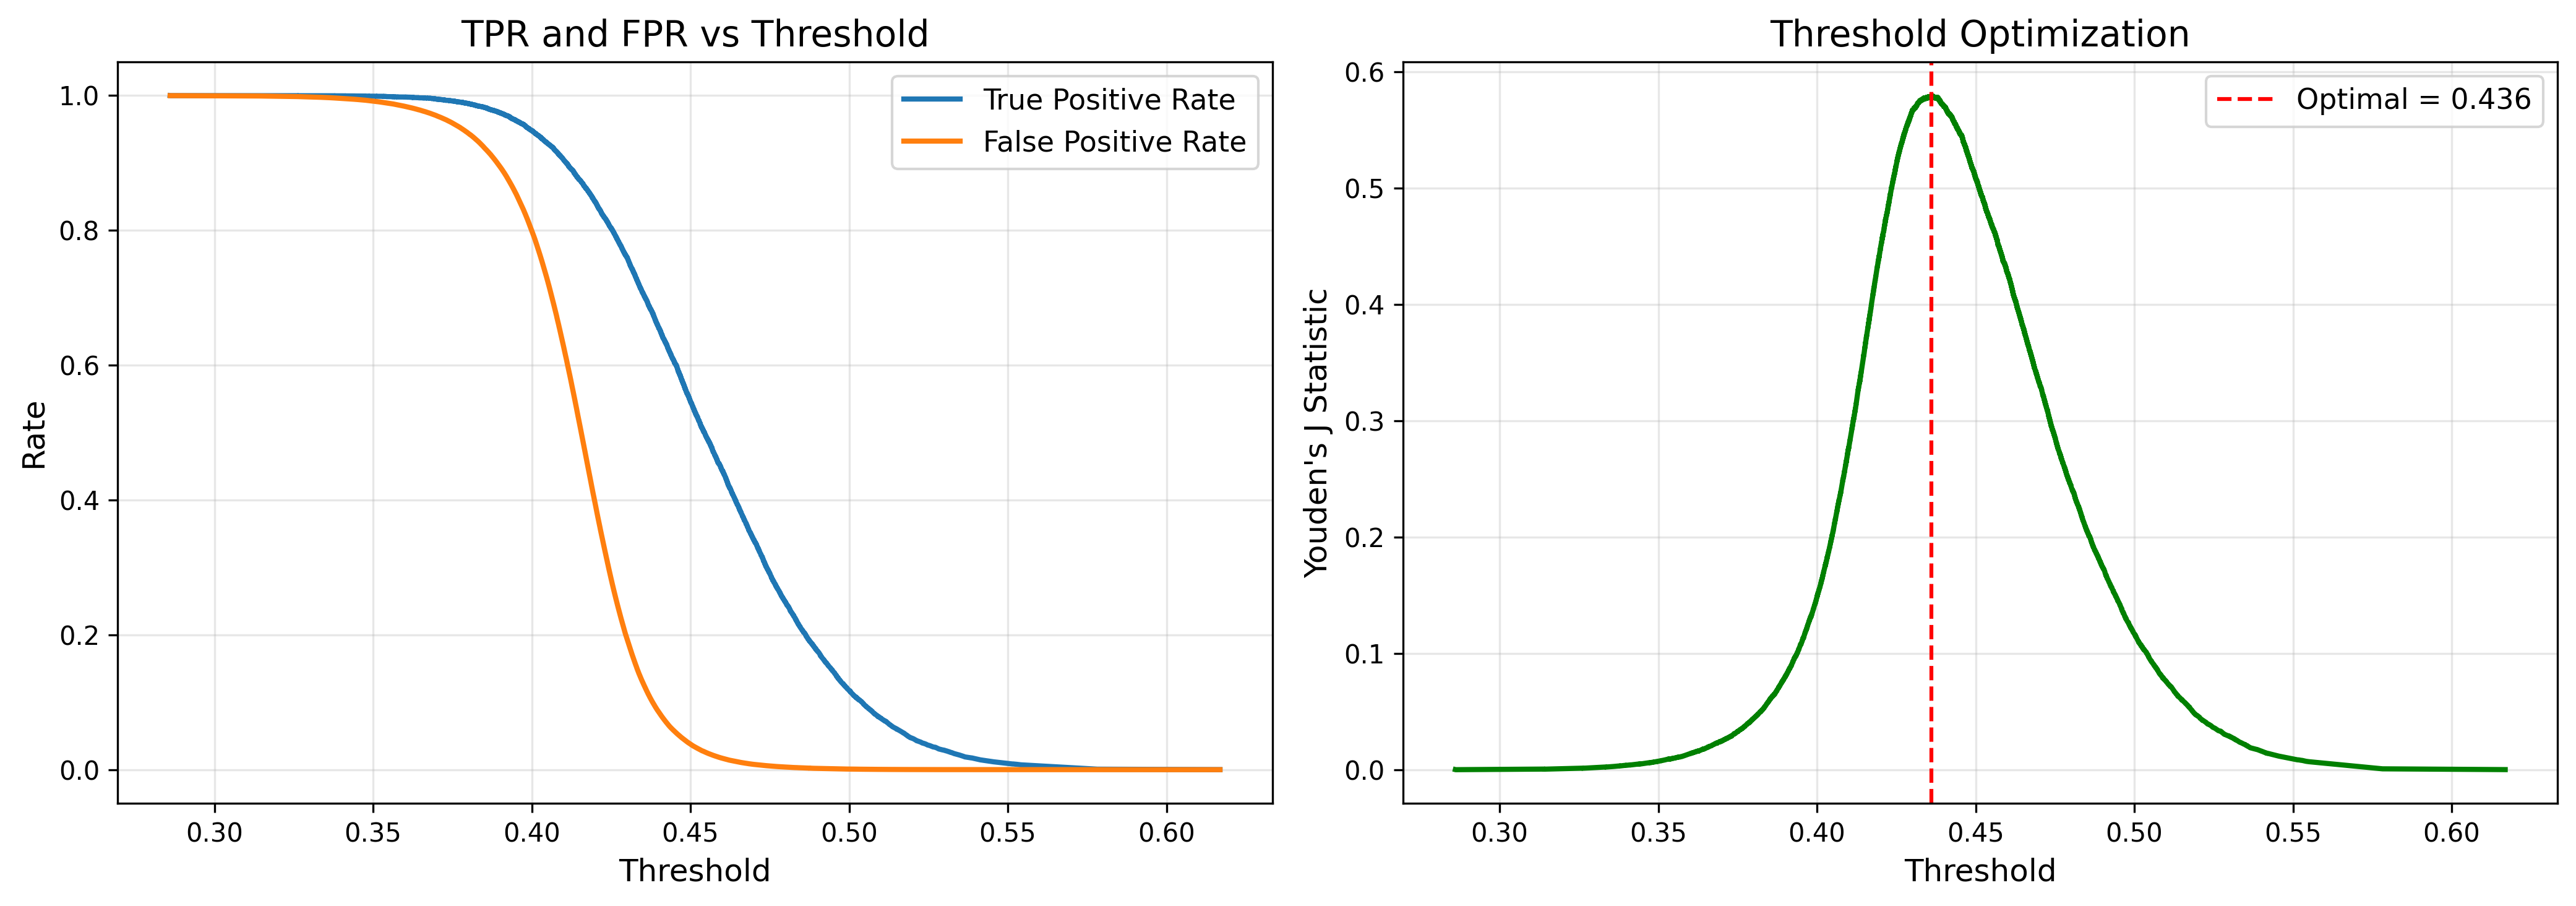 TPR and FPR vs Threshold
True Positive Rate
False Positive Rate
1.0
0.8
0.6
0.4
0.2
0.0
Rate
0.30 0.35 0.40 0.45 0.50 0.55 0.60
Threshold
Threshold Optimization
Optimal = 0.436
0.6
0.5
0.4
0.3
0.2
0.1
0.0
Youden's J Statistic
0.30 0.35 0.40 0.45 0.50 0.55 0.60
Threshold